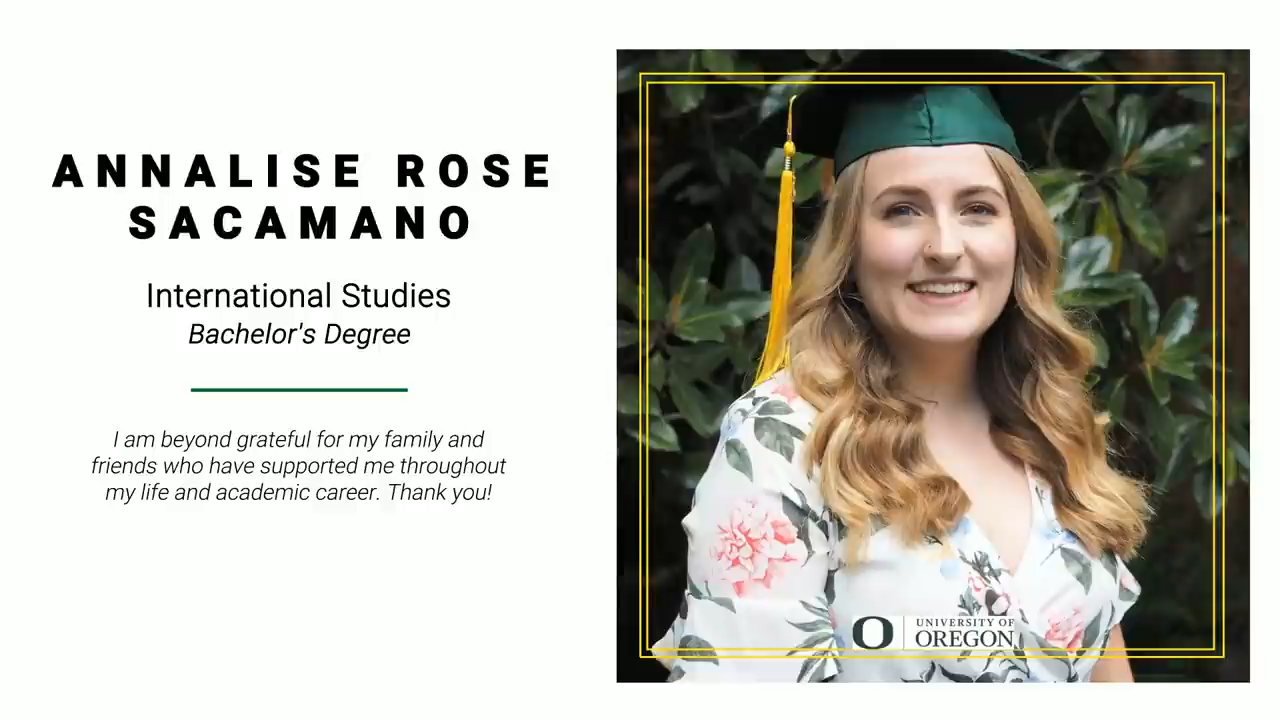 ANNALISE ROSE
SACAMANO
International Studies
Bachelor's Degree
I am beyond grateful for my family and
friends who have supported me throughout
my life and academic career. Thank you!
O
UNIVERSITY OF
OREGON